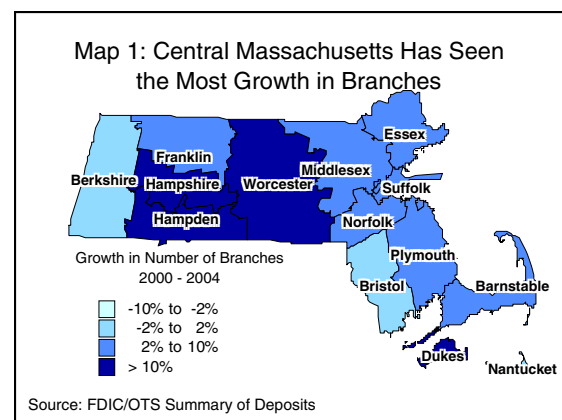 Map 1: Central Massachusetts Has Seen
the Most Growth in Branches
Essex
Franklin
Middlesex
Berkshire
Hampshire
Worcester
Suffolk
Hampden
Norfolk
Growth in Number of Branches
2000 - 2004
Plymouth
Bristol
Barnstable
-10% to -2%
-2% to 2%
2% to 10%
> 10%
Dukes
Nantucket
Source: FDIC/OTS Summary of Deposits